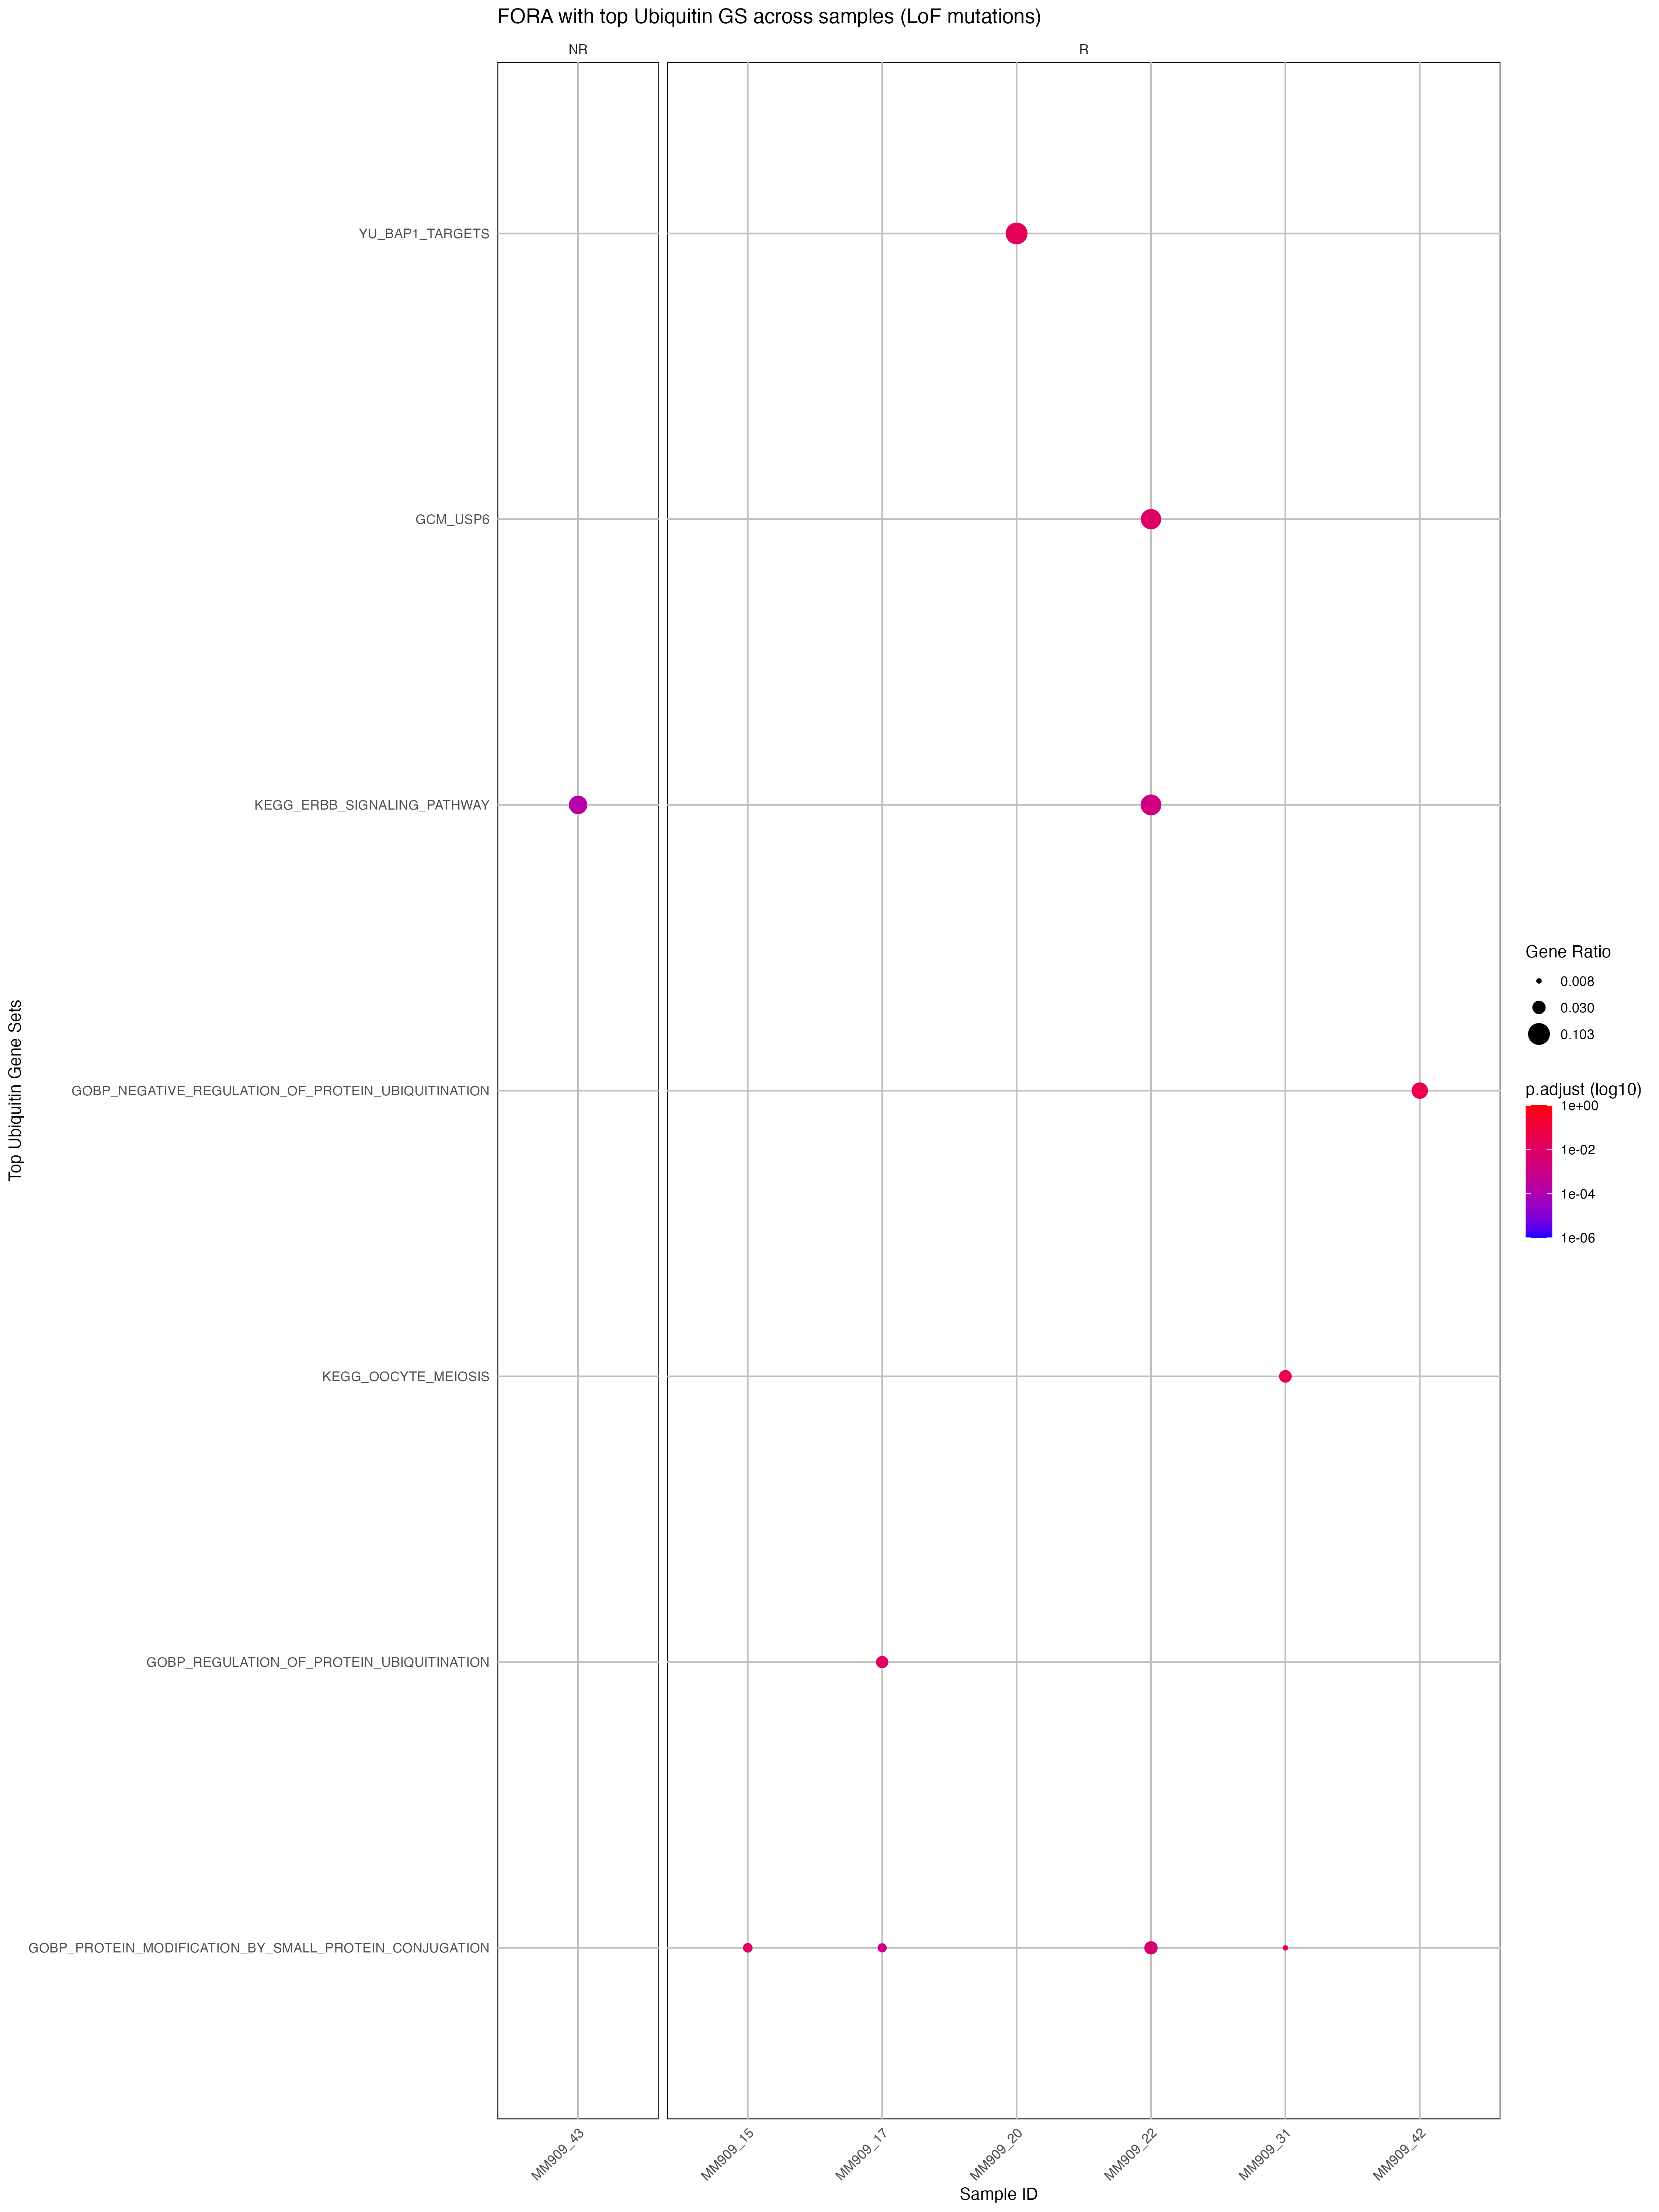 FORA with top Ubiquitin GS across samples (LoF mutations)
NR
R
YU_BAP1_TARGETS
GCM_USP6
KEGG_ERBB_SIGNALING_PATHWAY
GOBP_NEGATIVE_REGULATION_OF_PROTEIN_UBIQUITINATION
KEGG_OOCYTE_MEIOSIS
GOBP_REGULATION_OF_PROTEIN_UBIQUITINATION
GOBP_PROTEIN_MODIFICATION_BY_SMALL_PROTEIN_CONJUGATION
Top Ubiquitin Gene Sets
MM909_43
MM909_15
MM909_17
MM909_20
MM909_22
MM909_31
MM909_42
Sample ID
Gene Ratio
0.008
0.030
0.103
p.adjust (log10)
1e+00
1e-02
1e-04
1e-06